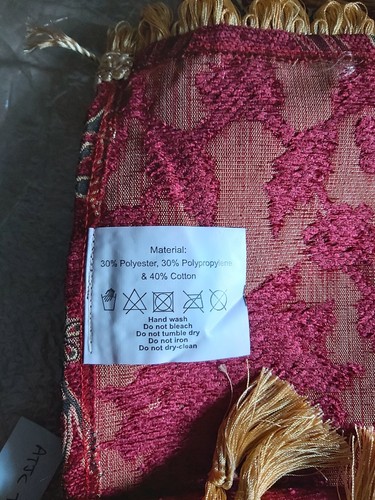 Material:
30% Polyester, 30% Polypropylene
& 40% Cotton
Hand wash
Do not bleach
Do not tumble dry
Do not iron
Do not dry-clean